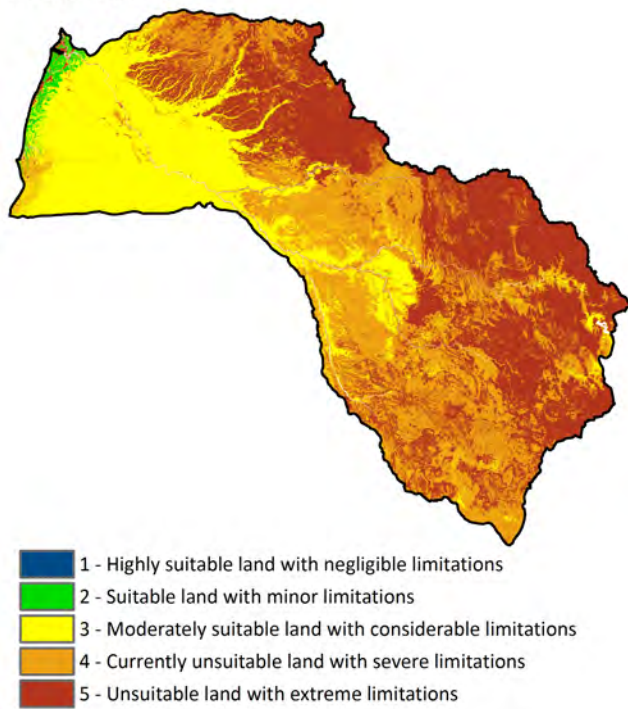 1 - Highly suitable land with negligible limitations
2 - Suitable land with minor limitations
3 - Moderately suitable land with considerable limitations
4 - Currently unsuitable land with severe limitations
5 - Unsuitable land with extreme limitations